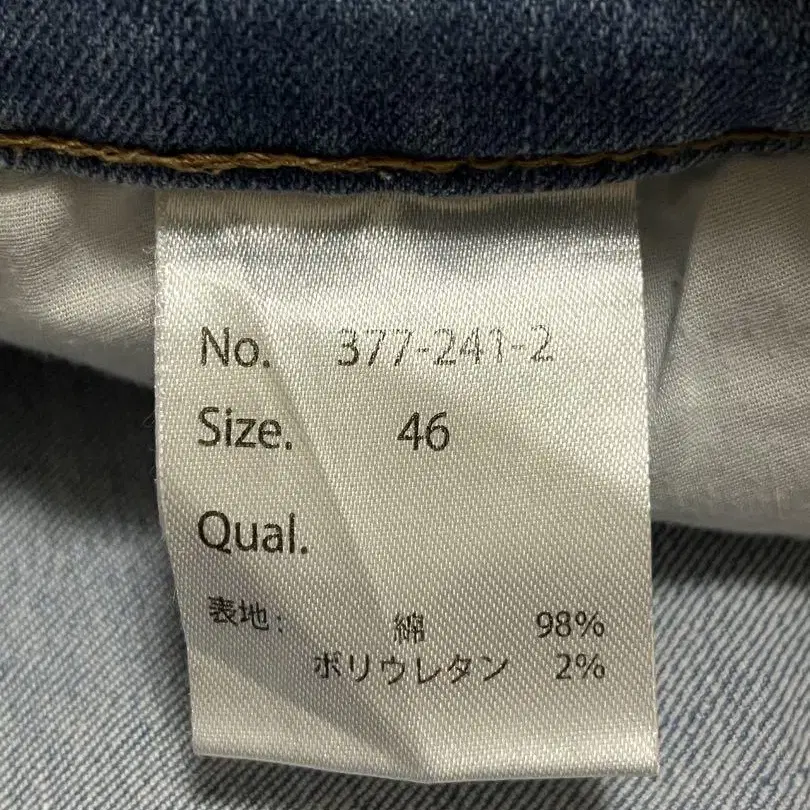 No. 377-241-2
Size. 46
Qual.
表地: 綿 98%
ポリウレタン 2%